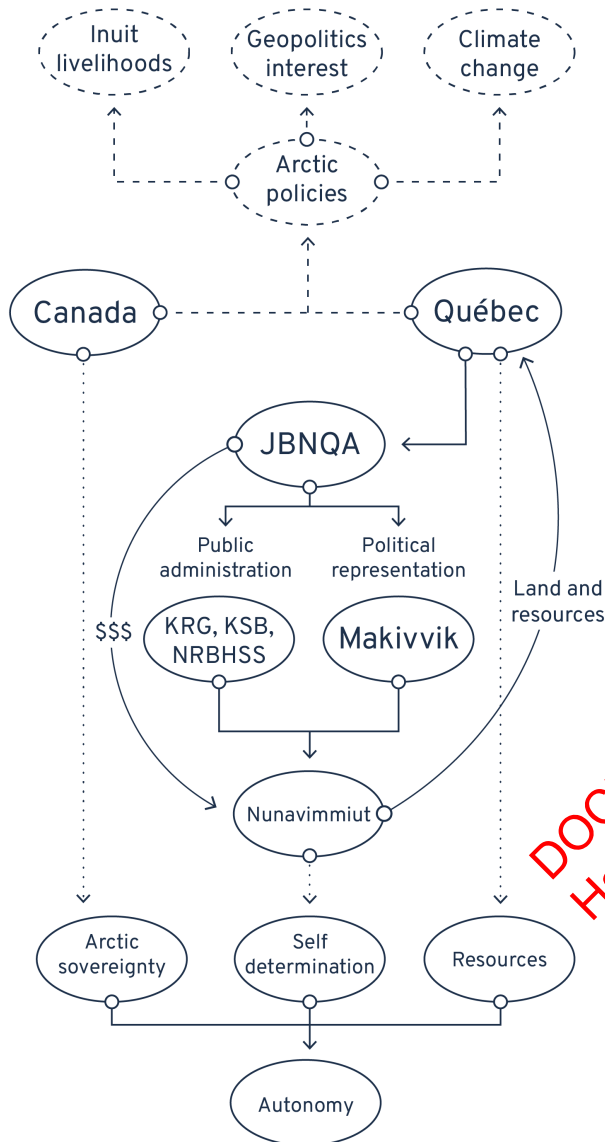 Inuit
livelihoods
Geopolitics
interest
Climate
change
Arctic
policies
Canada
Québec
JBNQA
Public
administration
Political
representation
Land and
resources
$$$
KRG, KSB,
NRBHSS
Makivvik
Nunavimmiut
Arctic
sovereignty
Self
determination
Resources
Autonomy